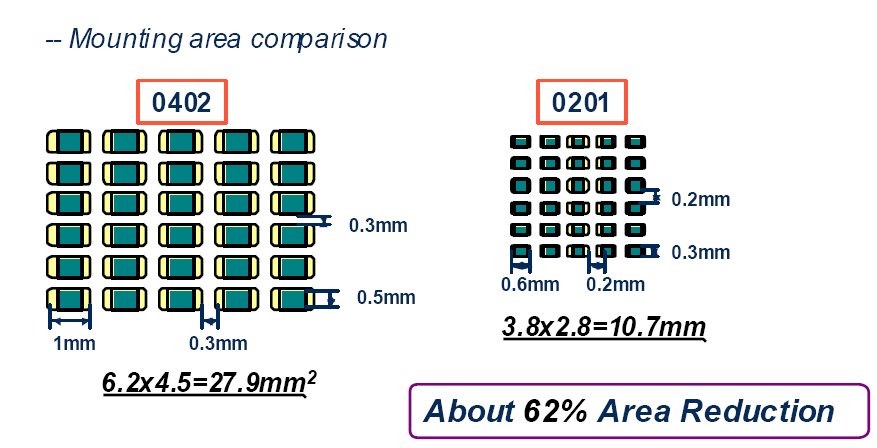 -- Mounting area comparison
0402
0201
0.3mm
0.5mm
1mm
0.3mm
6.2x4.5=27.9mm²
0.2mm
0.3mm
0.6mm
0.2mm
3.8x2.8=10.7mm
About 62% Area Reduction